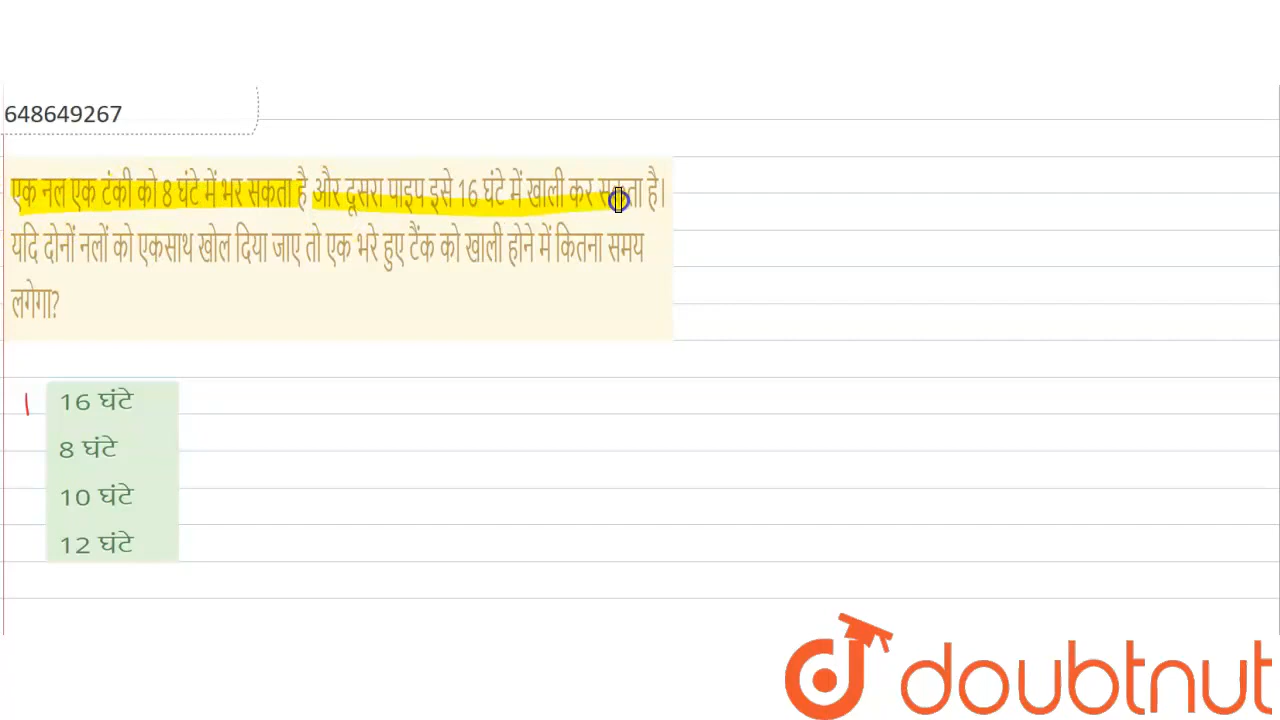 648649267
एक नल एक टंकी को 8 घंटे में भर सकता है और दूसरा पाइप इसे 16 घंटे में खाली कर सकता है।
यदि दोनों नलों को एकसाथ खोल दिया जाए तो एक भरे हुए टैंक को खाली होने में कितना समय
लगेगा?
16 घंटे
8 घंटे
10 घंटे
12 घंटे
doubtnut